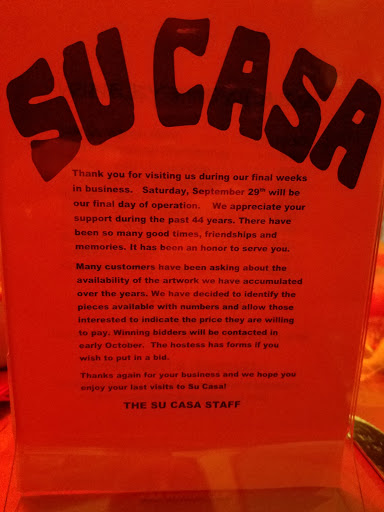 SU CASA
Thank you for visiting us during our final weeks
in business. Saturday, September 29th will be
our final day of operation. We appreciate your
support during the past 44 years. There have
been so many good times, friendships and
memories. It has been an honor to serve you.
Many customers have been asking about the
availability of the artwork we have accumulated
over the years. We have decided to identify the
pieces available with numbers and allow those
interested to indicate the price they are willing
to pay. Winning bidders will be contacted in
early October. The hostess has forms if you
wish to put in a bid.
Thanks again for your business and we hope you
enjoy your last visits to Su Casa!
THE SU CASA STAFF